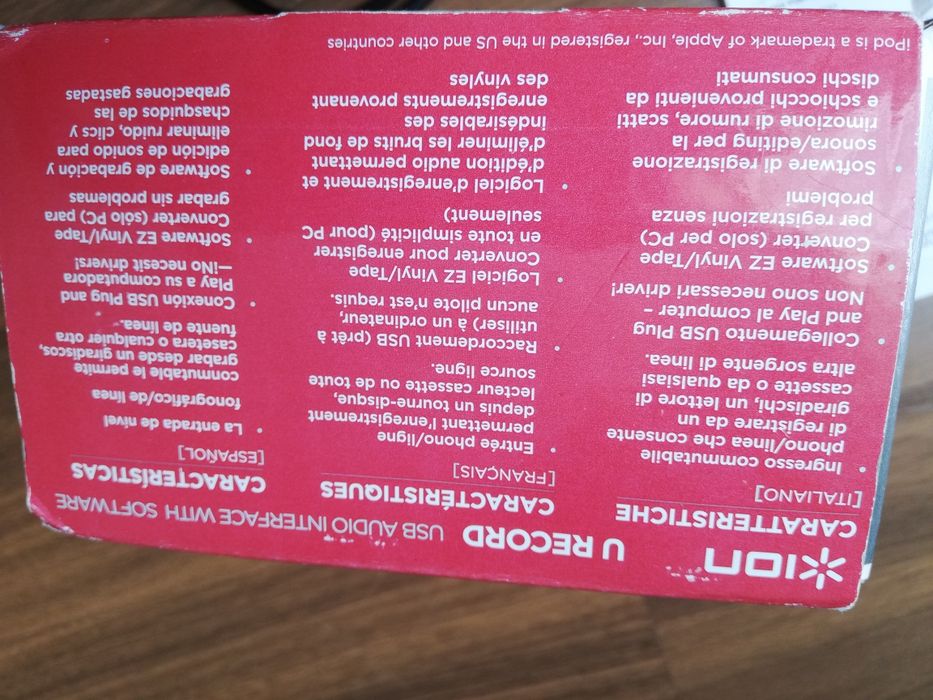 ION
U RECORD USB AUDIO INTERFACE WITH SOFTWARE
CARATTERISTICHE
[ITALIANO]
• Ingresso commutabile
phono/linea che consente
di registrare da un
giradischi, un lettore di
cassette o da qualsiasi
altra sorgente di linea.
• Collegamento USB Plug
and Play al computer –
Non sono necessari driver!
• Software EZ Vinyl/Tape
Converter (solo per PC)
per registrazioni senza
problemi
• Software di registrazione
sonora/editing per la
rimozione di rumore, scatti
e schiocchi provenienti da
dischi consumati
CARACTÉRISTIQUES
[FRANÇAIS]
• Entrée phono/ligne
permettant l'enregistrement
depuis un tourne-disque,
lecteur cassette ou de toute
source ligne.
• Raccordement USB (prêt à
utiliser) à un ordinateur,
aucun pilote n'est requis.
• Logiciel EZ Vinyl/Tape
Converter pour enregistrer
en toute simplicité (pour PC
seulement)
• Logiciel d'enregistrement et
d'édition audio permettant
d'éliminer les bruits de fond
indésirables des
enregistrements provenant
des vinyles
CARACTERÍSTICAS
[ESPAÑOL]
• La entrada de nivel
fonográfico/de línea
conmutable le permite
grabar desde un giradiscos,
casetera o cualquier otra
fuente de línea.
• Conexión USB Plug and
Play a su computadora
—¡No necesit drivers!
• Software EZ Vinyl/Tape
Converter (sólo para PC) para
grabar sin problemas
• Software de grabación y
edición de sonido para
eliminar ruido, clics y
chasquidos de las
grabaciones gastadas
iPod is a trademark of Apple, Inc., registered in the US and other countries